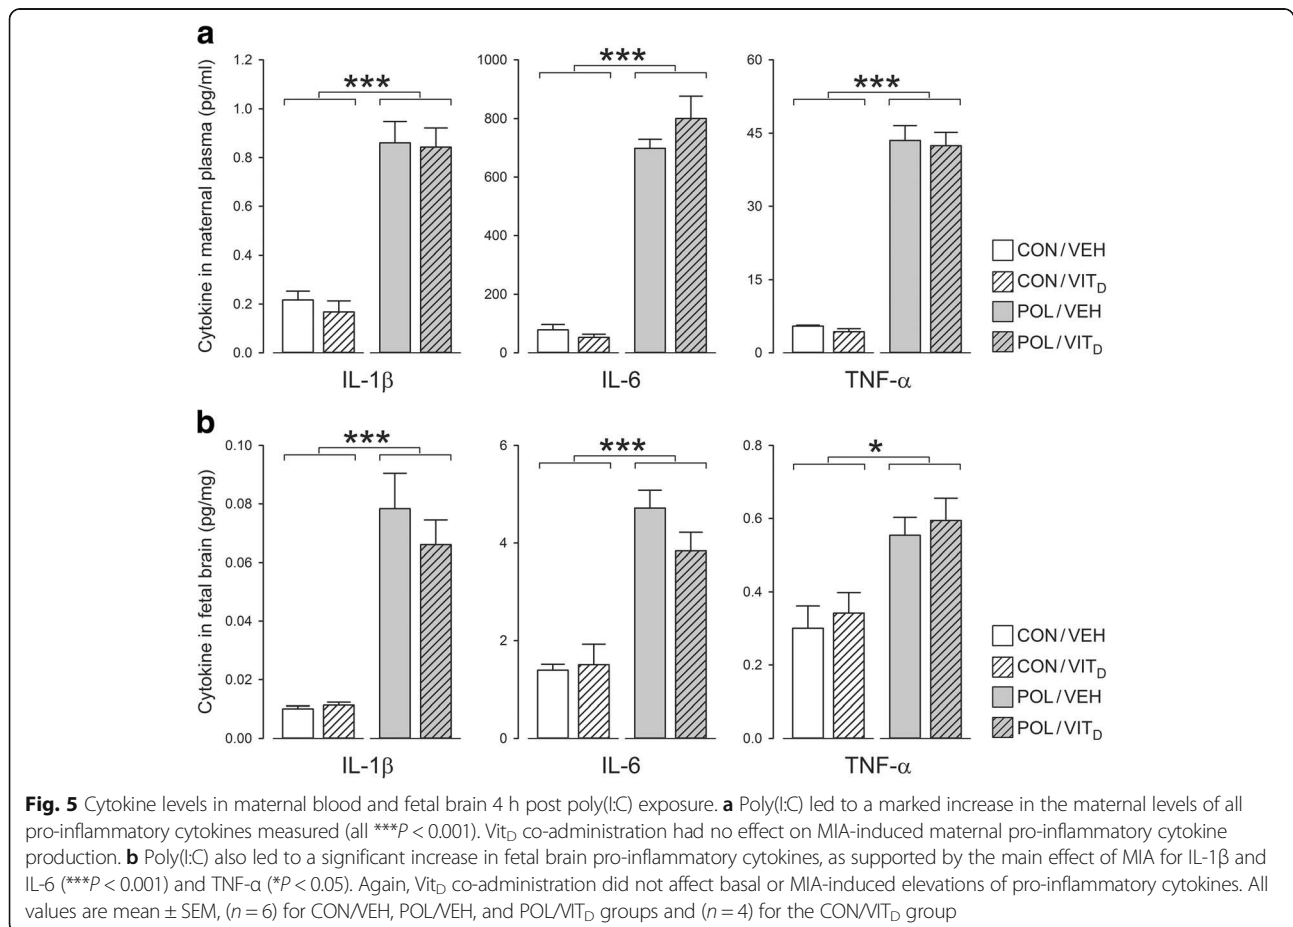 a
Cytokine in maternal plasma (pg/ml)
1.2
1.0
0.8
0.6
0.4
0.2
0.0
***
IL-1β
1000
800
600
400
200
0
***
IL-6
60
45
30
15
0
***
TNF-α
CON/VEH
CON/VIT_D
POL/VEH
POL/VIT_D
b
Cytokine in fetal brain (pg/mg)
0.10
0.08
0.06
0.04
0.02
0.00
***
IL-1β
6
4
2
0
***
IL-6
0.8
0.6
0.4
0.2
0.0
*
TNF-α
CON/VEH
CON/VIT_D
POL/VEH
POL/VIT_D
Fig. 5 Cytokine levels in maternal blood and fetal brain 4 h post poly(I:C) exposure. a Poly(I:C) led to a marked increase in the maternal levels of all
pro-inflammatory cytokines measured (all ***P < 0.001). Vit_D co-administration had no effect on MIA-induced maternal pro-inflammatory cytokine
production. b Poly(I:C) also led to a significant increase in fetal brain pro-inflammatory cytokines, as supported by the main effect of MIA for IL-1β and
IL-6 (***P < 0.001) and TNF-α (*P < 0.05). Again, Vit_D co-administration did not affect basal or MIA-induced elevations of pro-inflammatory cytokines. All
values are mean ± SEM, (n = 6) for CON/VEH, POL/VEH, and POL/VIT_D groups and (n = 4) for the CON/VIT_D group